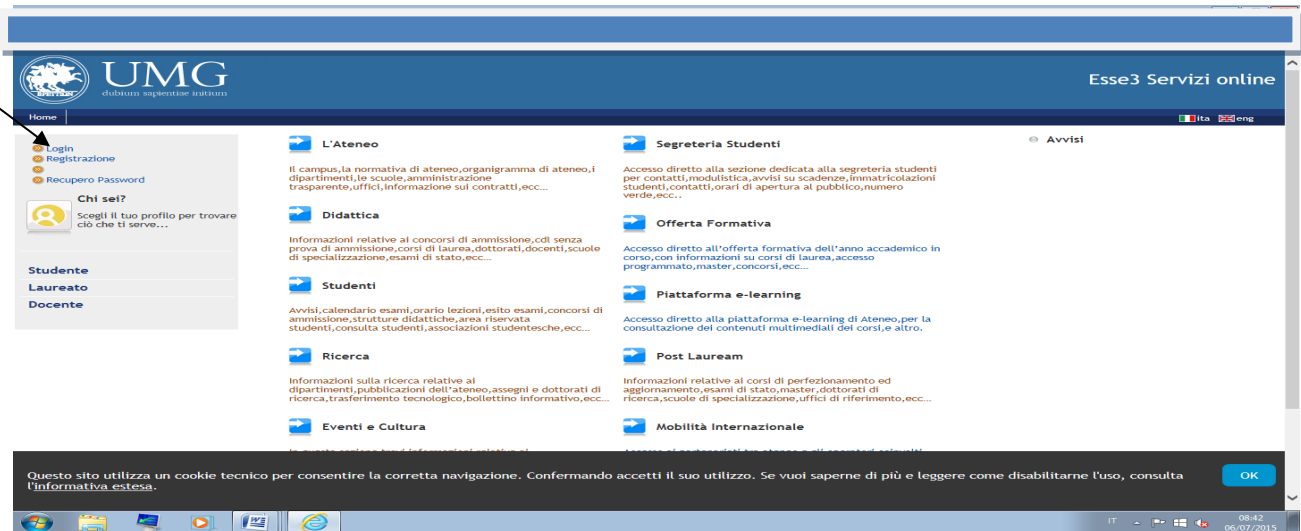 UMG
dubium sapientiae initium
Esse3 Servizi online
Home
ita eng
Login
Registrazione
Recupero Password
Chi sei?
Scegli il tuo profilo per trovare
ciò che ti serve...
Studente
Laureato
Docente
L'Ateneo
Il campus,la normativa di ateneo,organigramma di ateneo,i
dipartimenti,le scuole,amministrazione
trasparente,uffici,informazione sui contratti,ecc...
Didattica
Informazioni relative ai concorsi di ammissione,cdl senza
prova di ammissione,corsi di laurea,dottorati,docenti,scuole
di specializzazione,esami di stato,ecc...
Studenti
Avvisi,calendario esami,orario lezioni,esito esami,concorsi di
ammissione,strutture didattiche,area riservata
studenti,consulta studenti,associazioni studentesche,ecc...
Ricerca
Informazioni sulla ricerca relative ai
dipartimenti,pubblicazioni dell'ateneo,assegni e dottorati di
ricerca,trasferimento tecnologico,bollettino informativo,ecc...
Eventi e Cultura
Segreteria Studenti
Accesso diretto alla sezione dedicata alla segreteria studenti
per contatti,modulistica,avvisi su scadenze,immatricolazioni
studenti,contatti,orari di apertura al pubblico,numero
verde,ecc..
Offerta Formativa
Accesso diretto all'offerta formativa dell'anno accademico in
corso,con informazioni su corsi di laurea,accesso
programmato,master,concorsi,ecc...
Piattaforma e-learning
Accesso diretto alla piattaforma e-learning di Ateneo,per la
consultazione dei contenuti multimediali dei corsi,e altro.
Post Lauream
Informazioni relative ai corsi di perfezionamento ed
aggiornamento,esami di stato,master,dottorati di
ricerca,scuole di specializzazione,uffici di riferimento,ecc...
Mobilità Internazionale
Avvisi
Questo sito utilizza un cookie tecnico per consentire la corretta navigazione. Confermando accetti il suo utilizzo. Se vuoi saperne di più e leggere come disabilitarne l'uso, consulta
l'informativa estesa.
OK
IT
08:42
06/07/2015